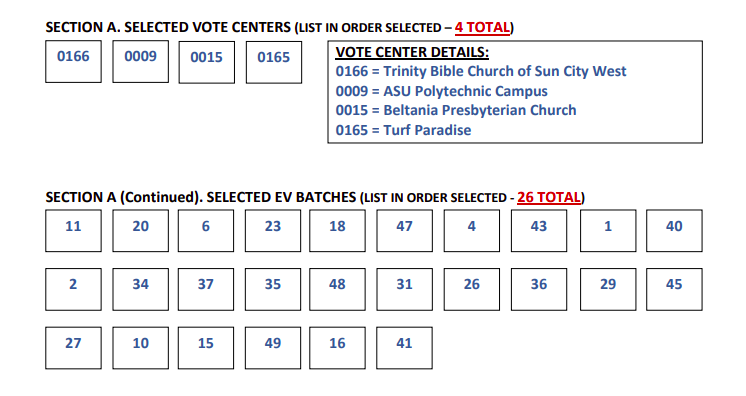 SECTION A. SELECTED VOTE CENTERS (LIST IN ORDER SELECTED – 4 TOTAL)
0166 0009 0015 0165
VOTE CENTER DETAILS:
0166 = Trinity Bible Church of Sun City West
0009 = ASU Polytechnic Campus
0015 = Beltania Presbyterian Church
0165 = Turf Paradise
SECTION A (Continued). SELECTED EV BATCHES (LIST IN ORDER SELECTED - 26 TOTAL)
11 20 6 23 18 47 4 43 1 40
2 34 37 35 48 31 26 36 29 45
27 10 15 49 16 41